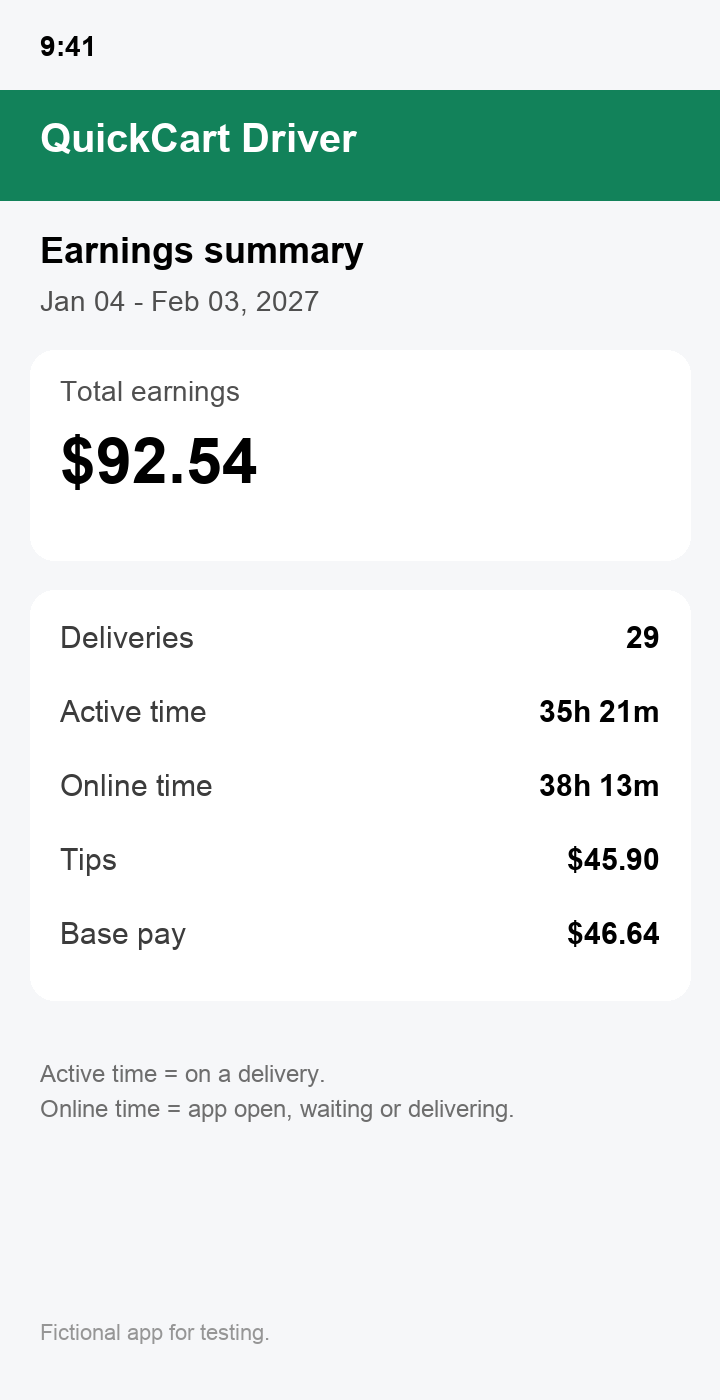 9:41
QuickCart Driver
Earnings summary
Jan 04 - Feb 03, 2027
Total earnings
$92.54
Deliveries 29
Active time 35h 21m
Online time 38h 13m
Tips $45.90
Base pay $46.64
Active time = on a delivery.
Online time = app open, waiting or delivering.
Fictional app for testing.